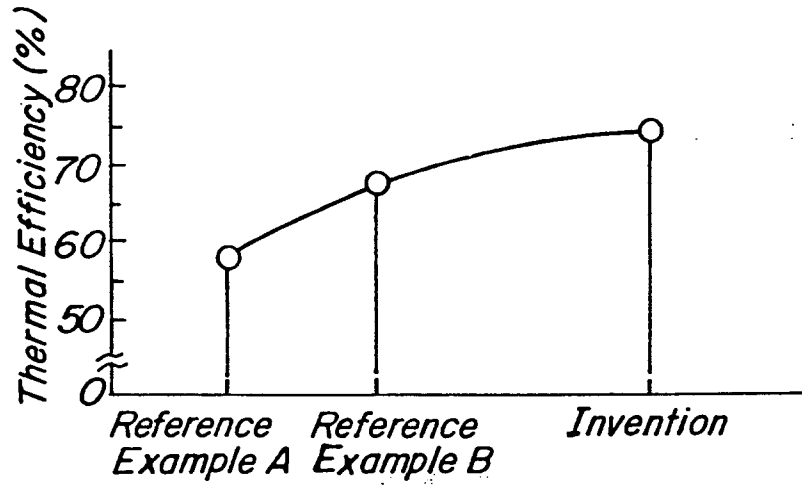 Thermal Efficiency (%)
80
70
60
50
0
Reference
Example A
Reference
Example B
Invention